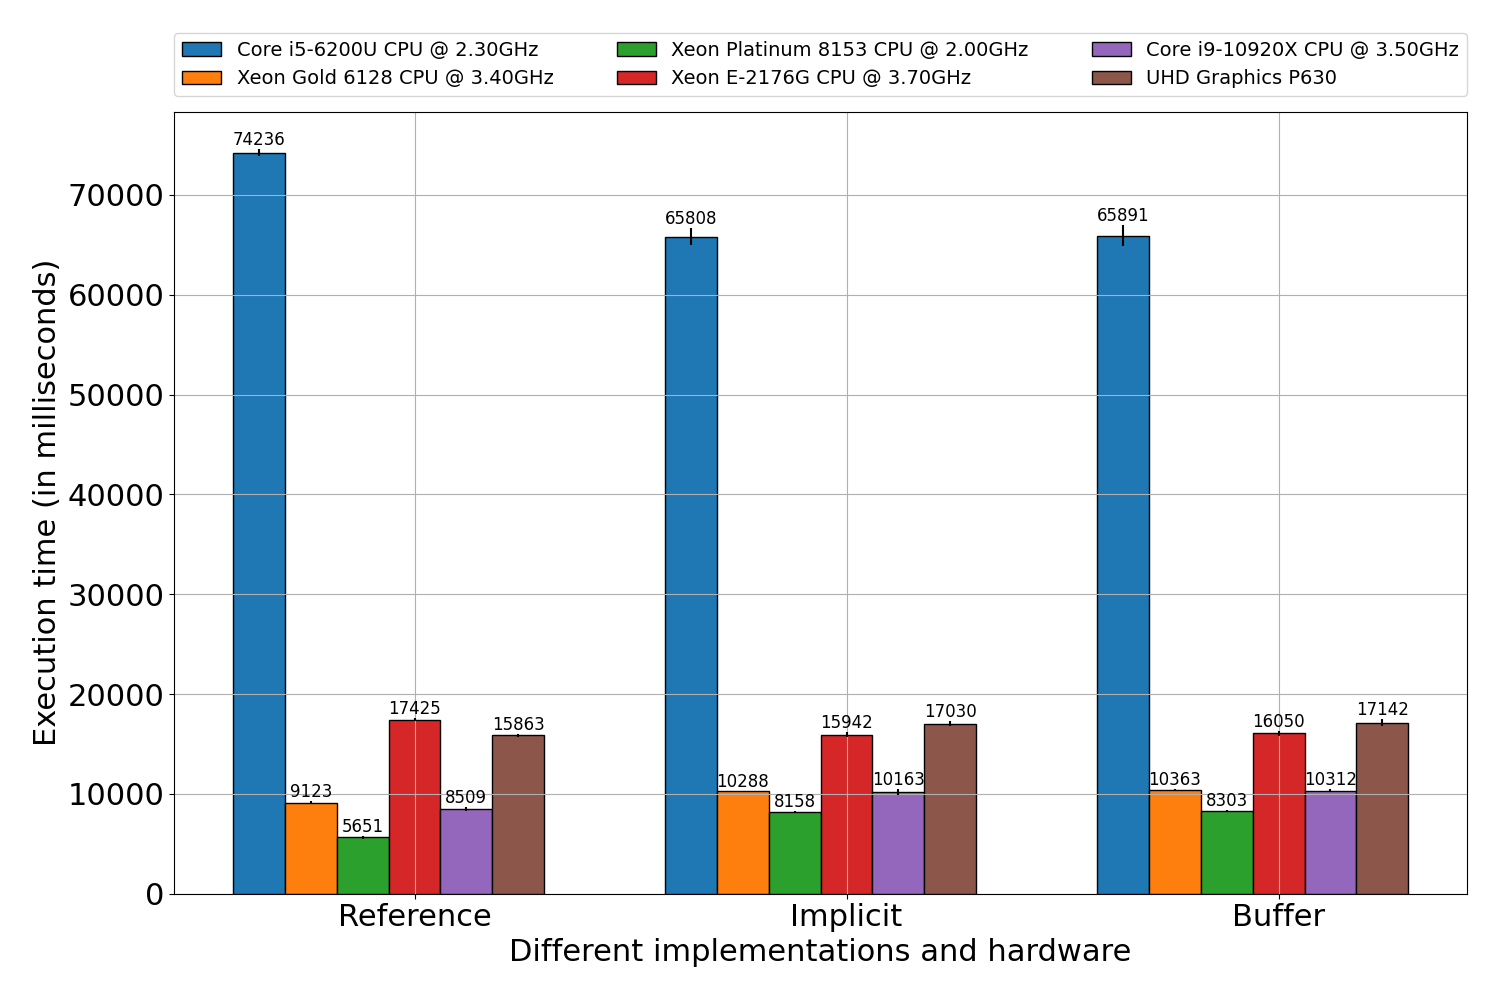 Core i5-6200U CPU @ 2.30GHz
Xeon Gold 6128 CPU @ 3.40GHz
Xeon Platinum 8153 CPU @ 2.00GHz
Xeon E-2176G CPU @ 3.70GHz
Core i9-10920X CPU @ 3.50GHz
UHD Graphics P630
Execution time (in milliseconds)
70000
60000
50000
40000
30000
20000
10000
0
74236
9123
5651
17425
8509
15863
65808
10288
8158
15942
10163
17030
65891
10363
8303
16050
10312
17142
Reference
Implicit
Buffer
Different implementations and hardware